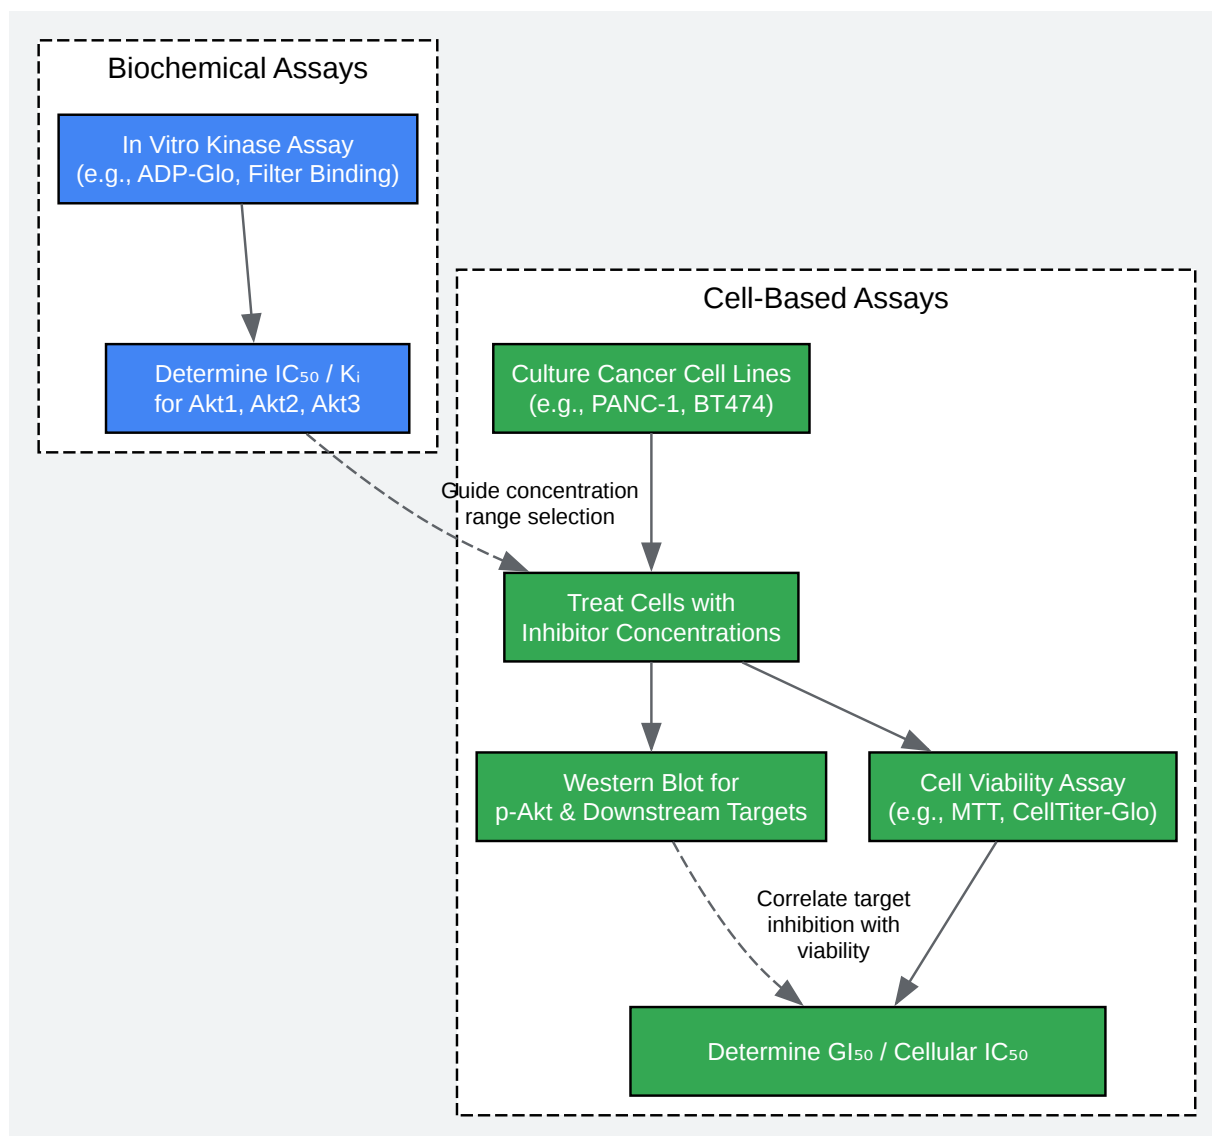 Biochemical Assays
In Vitro Kinase Assay
(e.g., ADP-Glo, Filter Binding)
Determine IC₅₀ / Kᵢ
for Akt1, Akt2, Akt3
Cell-Based Assays
Culture Cancer Cell Lines
(e.g., PANC-1, BT474)
Guide concentration
range selection
Treat Cells with
Inhibitor Concentrations
Western Blot for
p-Akt & Downstream Targets
Cell Viability Assay
(e.g., MTT, CellTiter-Glo)
Correlate target
inhibition with
viability
Determine GI₅₀ / Cellular IC₅₀